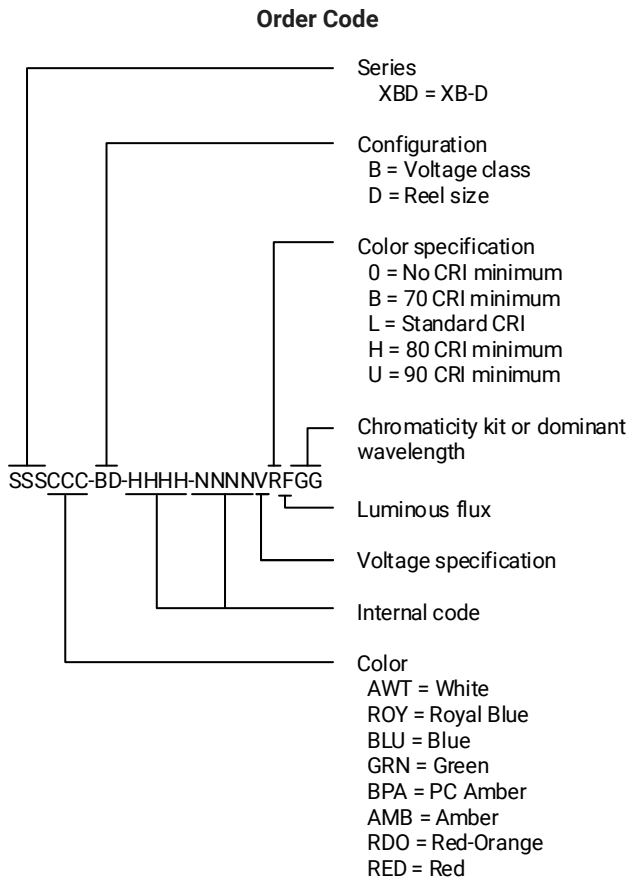 Order Code
Series
XBD = XB-D
Configuration
B = Voltage class
D = Reel size
Color specification
0 = No CRI minimum
B = 70 CRI minimum
L = Standard CRI
H = 80 CRI minimum
U = 90 CRI minimum
Chromaticity kit or dominant
wavelength
SSSCCC-BD-HHHH-NNNNVRFGG
Luminous flux
Voltage specification
Internal code
Color
AWT = White
ROY = Royal Blue
BLU = Blue
GRN = Green
BPA = PC Amber
AMB = Amber
RDO = Red-Orange
RED = Red